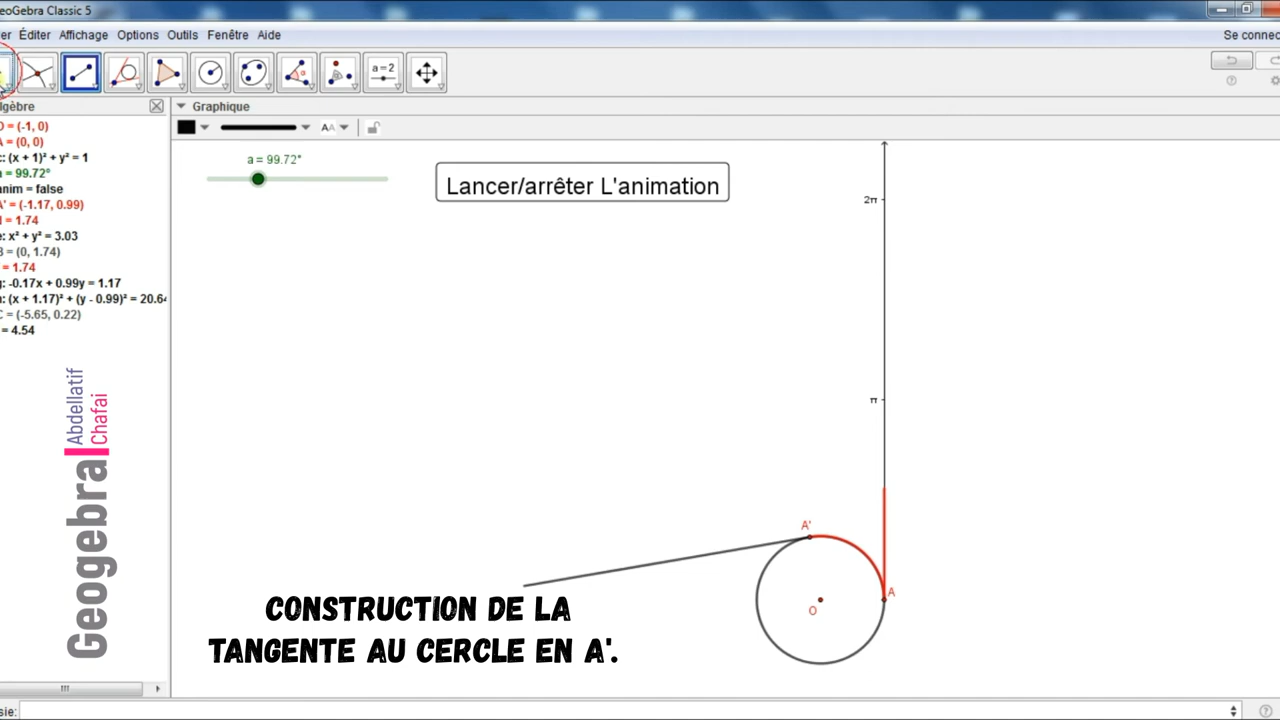 eoGebra Classic 5
er Éditer Affichage Options Outils Fenêtre Aide
Se connec
a=2
lgèbre
Graphique
AA
O = (-1, 0)
A = (0, 0)
c: (x + 1)² + y² = 1
a = 99.72°
anim = false
A' = (-1.17, 0.99)
= 1.74
e: x² + y² = 3.03
B = (0, 1.74)
= 1.74
g: -0.17x + 0.99y = 1.17
: (x + 1.17)² + (y - 0.99)² = 20.64
C = (-5.65, 0.22)
= 4.54
a = 99.72°
Lancer/arrêter L'animation
2π
π
A'
A
O
Geogebra
Abdellatif
Chafai
CONSTRUCTION DE LA
TANGENTE AU CERCLE EN A'.
sie: